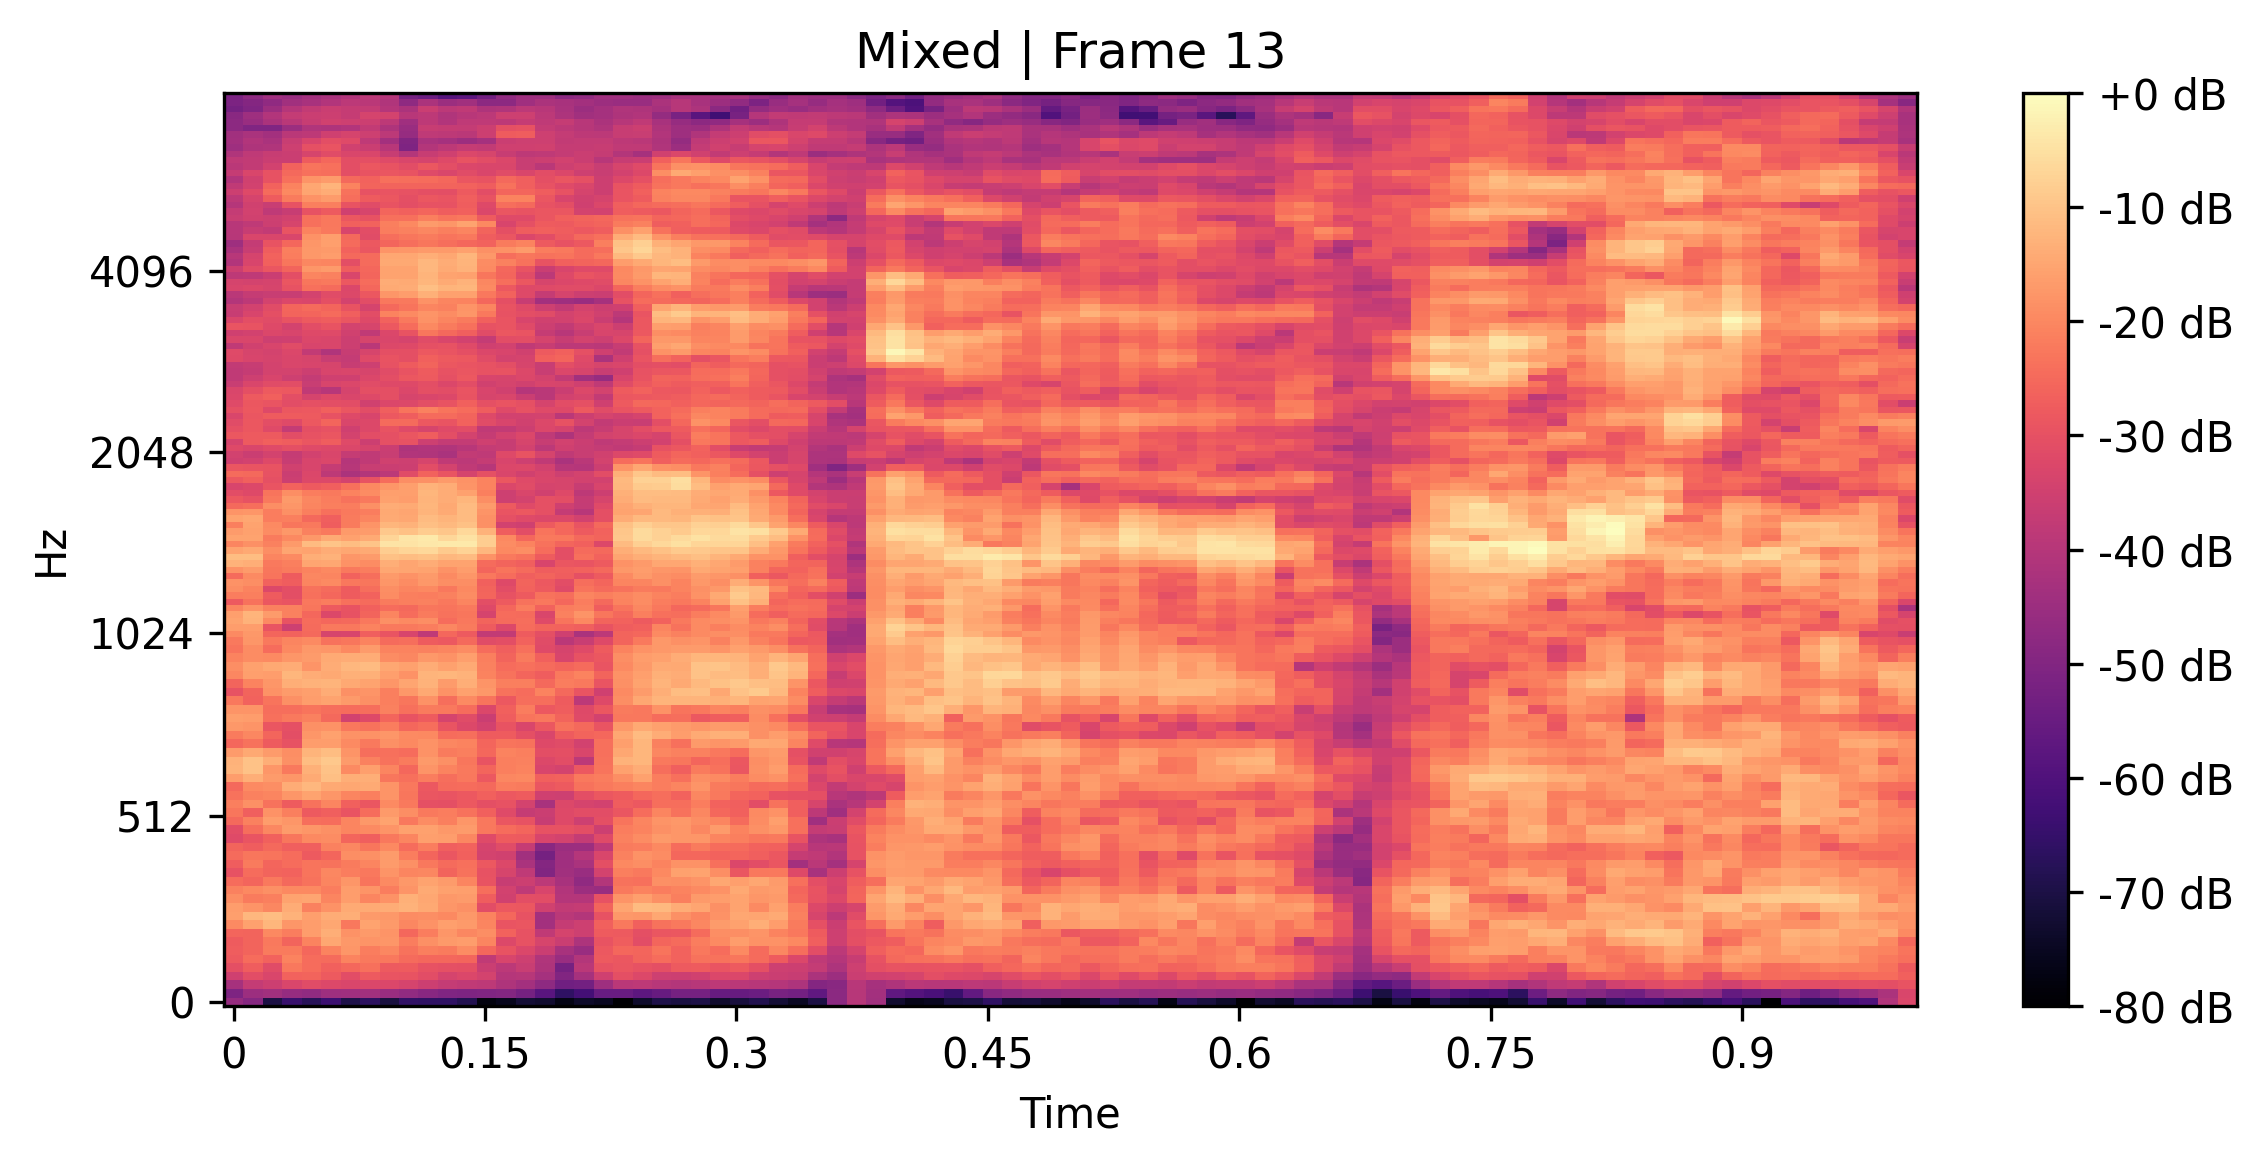 Mixed | Frame 13
Hz
4096
2048
1024
512
0
0 0.15 0.3 0.45 0.6 0.75 0.9
Time
+0 dB
-10 dB
-20 dB
-30 dB
-40 dB
-50 dB
-60 dB
-70 dB
-80 dB